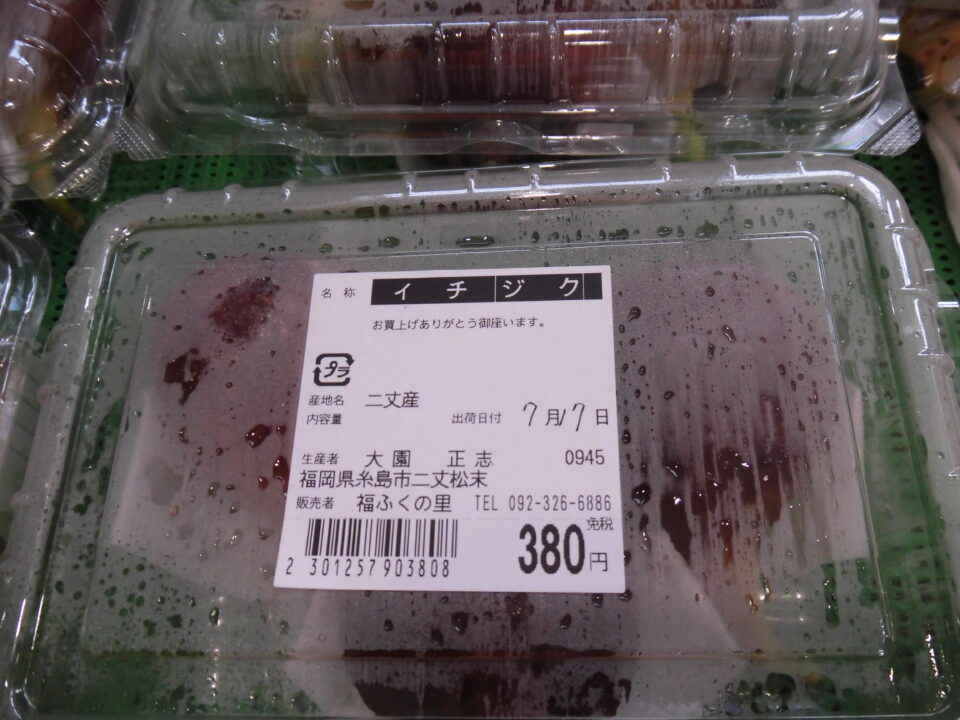 名称 イチジク
お買上げありがとう御座います。
プラ
産地名 二丈産
内容量 出荷日付 7月17日
生産者 大園 正志 0945
福岡県糸島市二丈松末
販売者 福ふくの里 TEL 092-326-6886
免税
380円
2 301257 903808